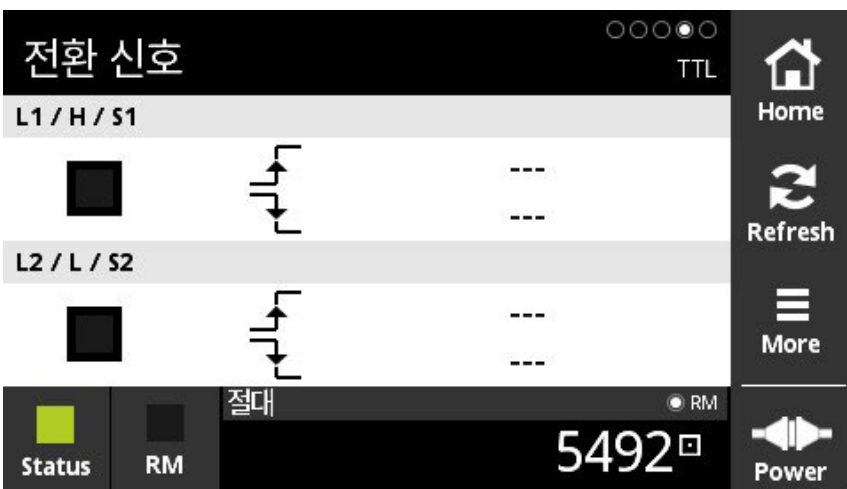 전환 신호
TTL
L1 / H / S1
---
---
L2 / L / S2
---
---
Status
RM
절대
RM
5492
Home
Refresh
More
Power